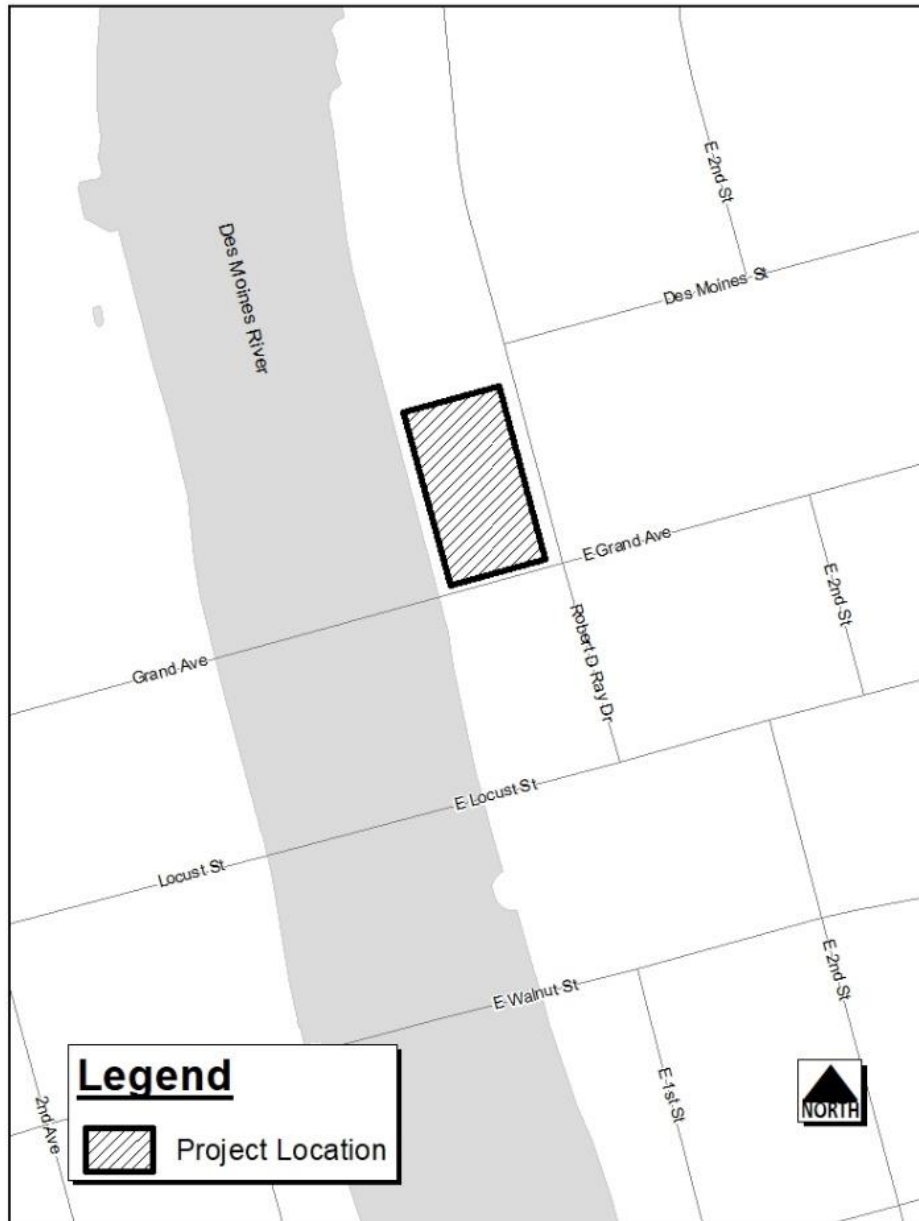 E 2nd St
Des Moines River
Des Moines St
E Grand Ave
E 2nd St
Robert D Ray Dr
Grand Ave
E Locust St
Locust St
E 2nd St
E Walnut St
E 1st St
2nd Ave
Legend
Project Location
NORTH